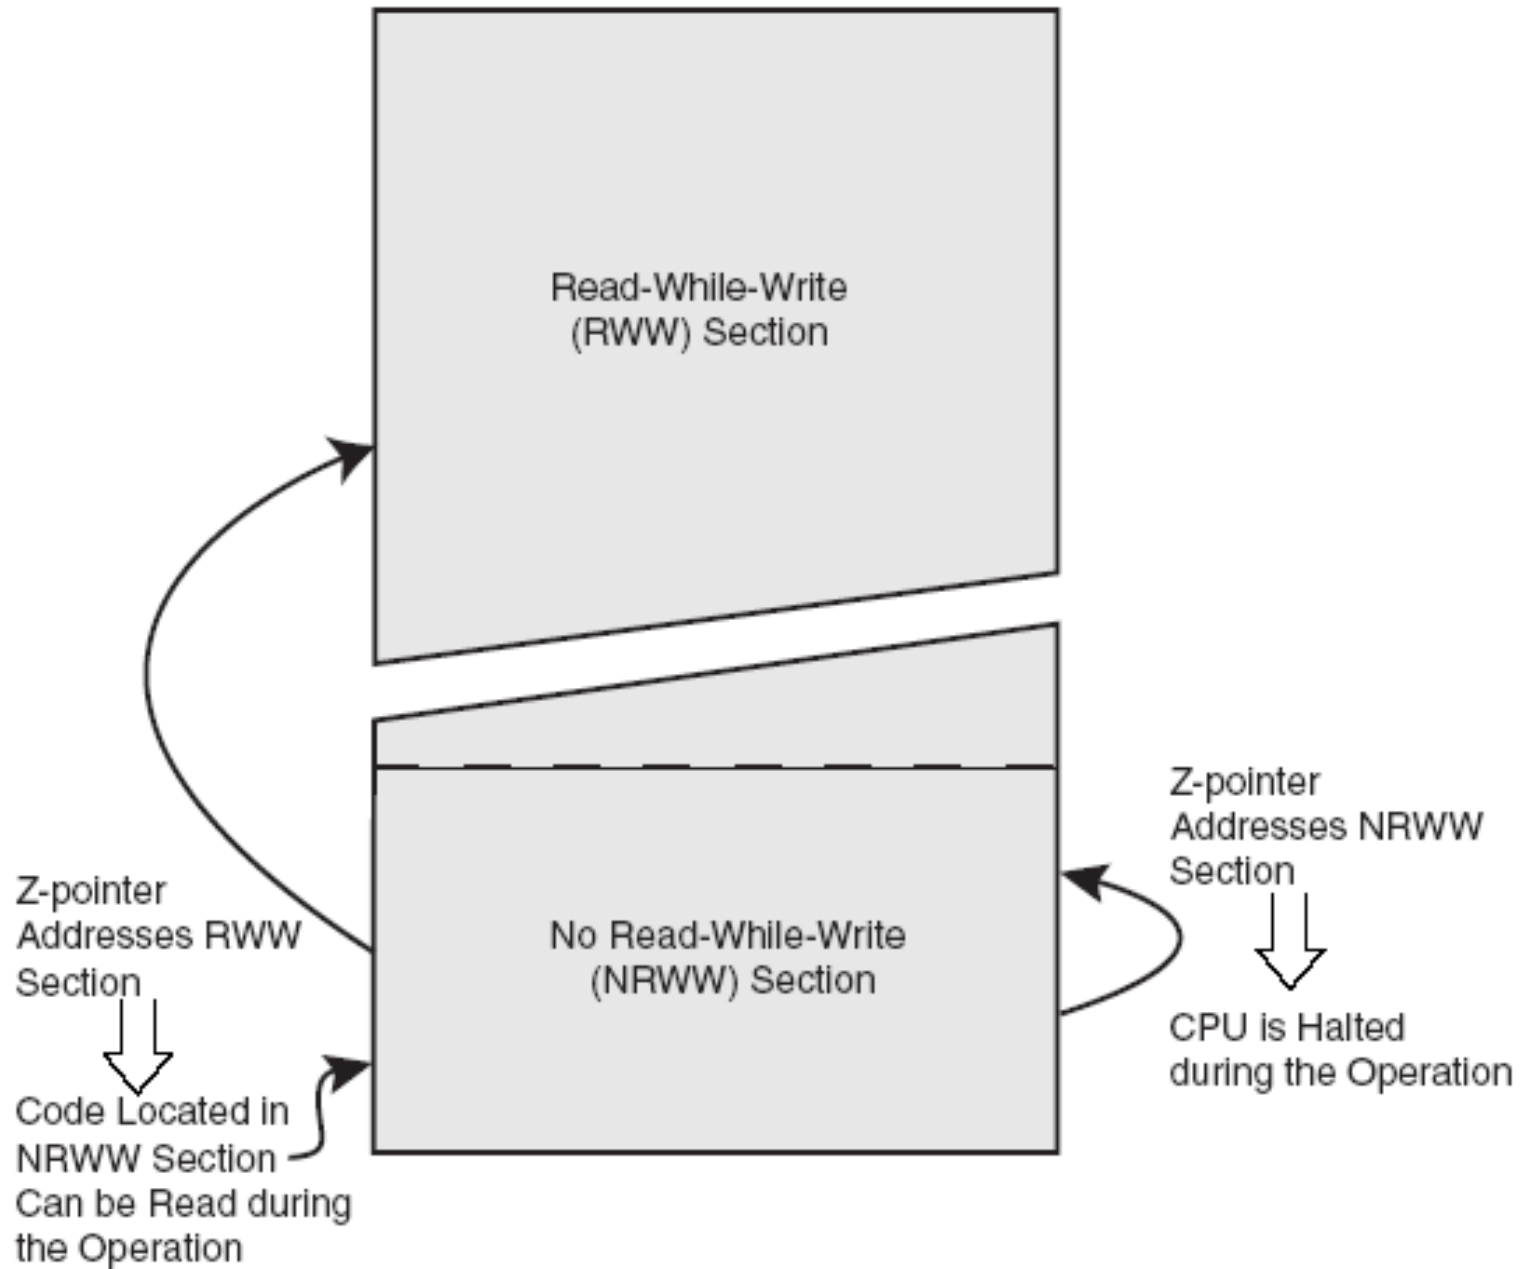 Read-While-Write
(RWW) Section
Z-pointer
Addresses RWW
Section
Code Located in
NRWW Section
Can be Read during
the Operation
No Read-While-Write
(NRWW) Section
Z-pointer
Addresses NRWW
Section
CPU is Halted
during the Operation